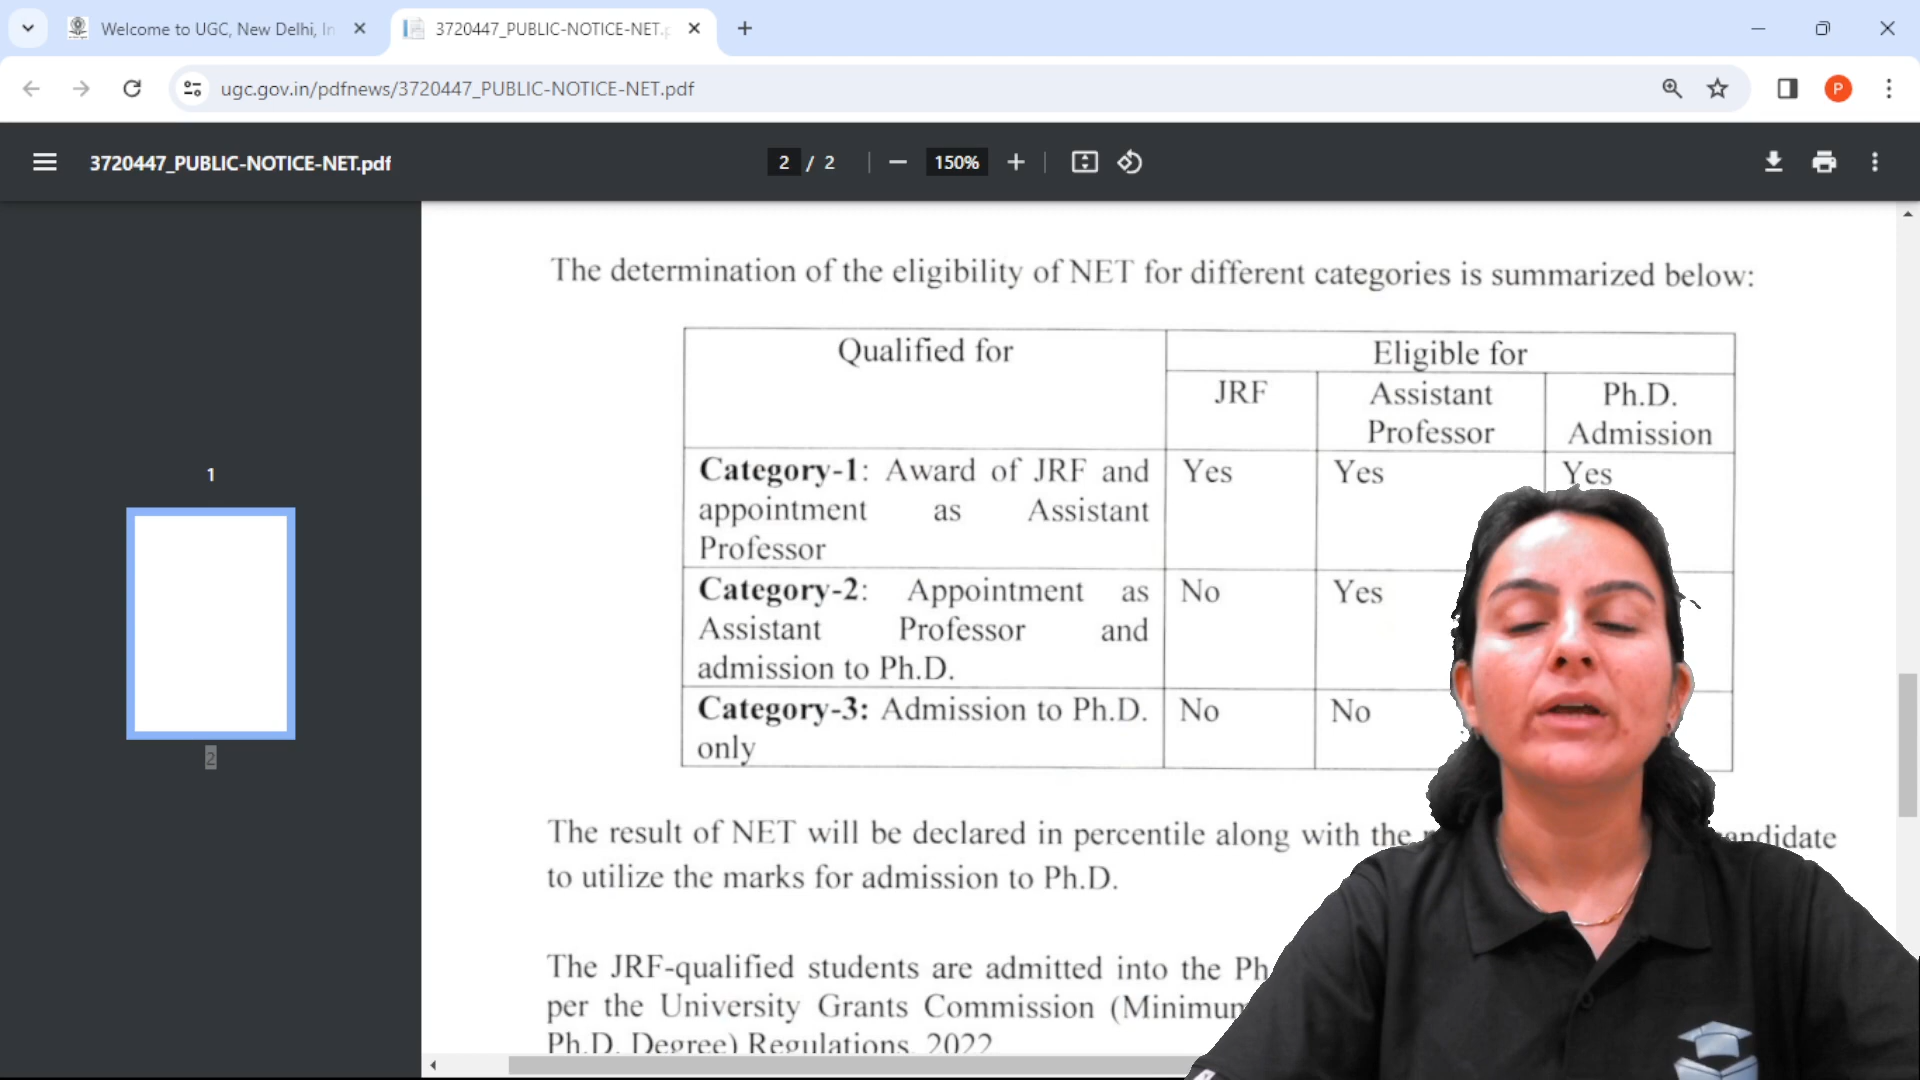 Welcome to UGC, New Delhi, In
3720447_PUBLIC-NOTICE-NET.p
ugc.gov.in/pdfnews/3720447_PUBLIC-NOTICE-NET.pdf
P
3720447_PUBLIC-NOTICE-NET.pdf
2 / 2
150%
1
2
The determination of the eligibility of NET for different categories is summarized below:
Qualified for
Eligible for
JRF
Assistant Professor
Ph.D. Admission
Category-1: Award of JRF and
appointment as Assistant
Professor
Yes
Yes
Yes
Category-2: Appointment as
Assistant Professor and
admission to Ph.D.
No
Yes
Category-3: Admission to Ph.D.
only
No
No
The result of NET will be declared in percentile along with the andidate
to utilize the marks for admission to Ph.D.
The JRF-qualified students are admitted into the Ph
per the University Grants Commission (Minimum
Ph.D. Degree) Regulations, 2022